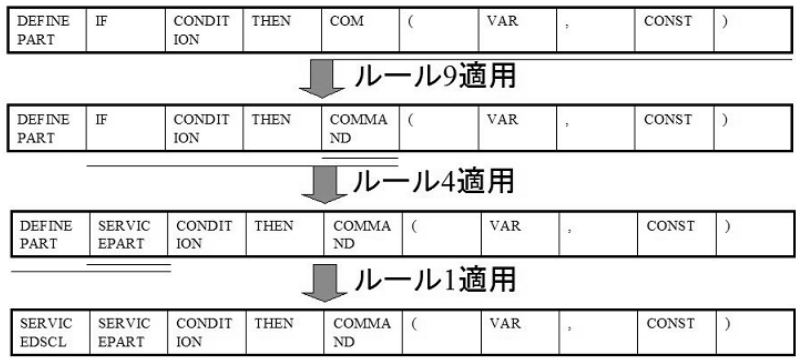 DEFINE PART IF CONDIT ION THEN COM ( VAR , CONST )
ルール9適用
DEFINE PART IF CONDIT ION THEN COMMA ND ( VAR , CONST )
ルール4適用
DEFINE PART SERVIC EPART CONDIT ION THEN COMMA ND ( VAR , CONST )
ルール1適用
SERVIC EDSCL SERVIC EPART CONDIT ION THEN COMMA ND ( VAR , CONST )